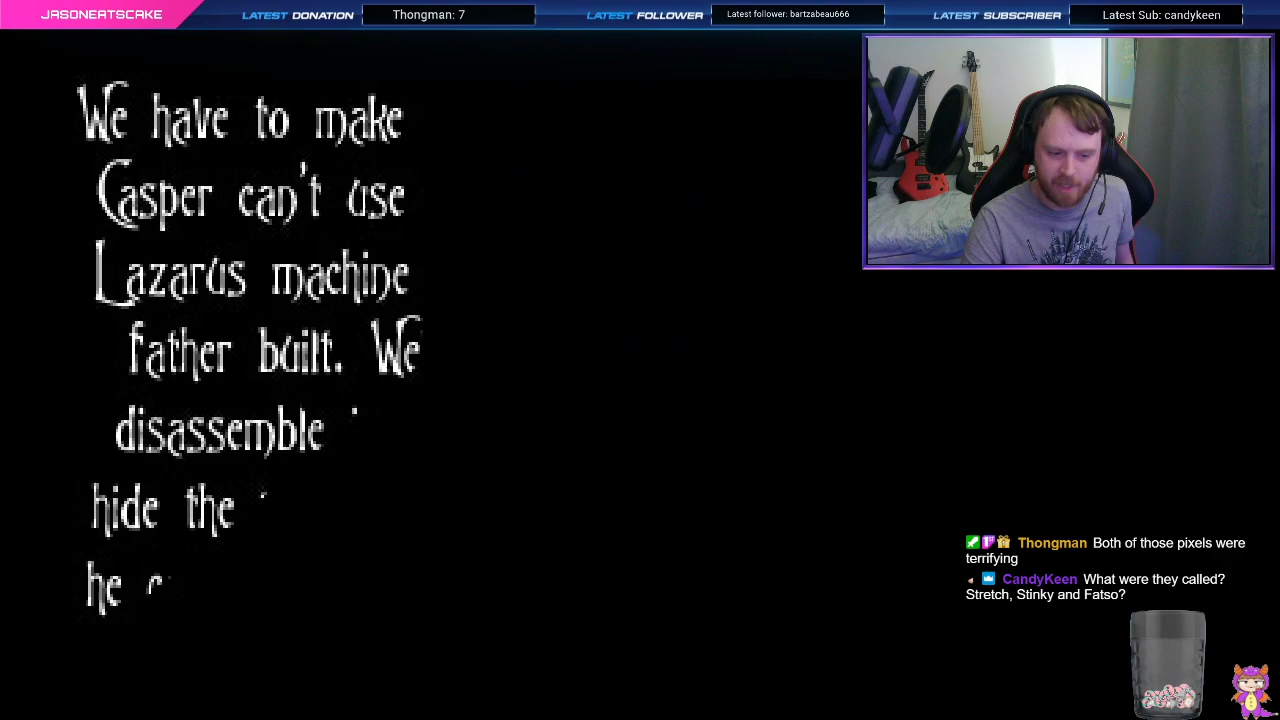 JASONEATSCAKE
LATEST DONATION
Thongman: 7
LATEST FOLLOWER
Latest follower: bartzabeau666
LATEST SUBSCRIBER
Latest Sub: candykeen
We have to make
Casper can't use
Lazarus machine
father built. We
disassemble
hide the
he
Thongman Both of those pixels were
terrifying
CandyKeen What were they called?
Stretch, Stinky and Fatso?